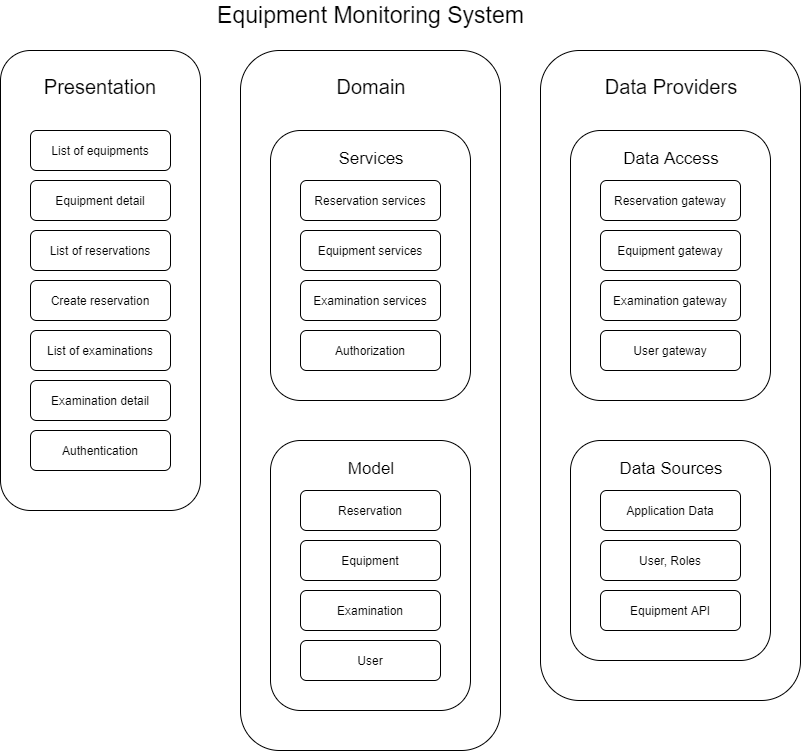 Equipment Monitoring System
Presentation
List of equipments
Equipment detail
List of reservations
Create reservation
List of examinations
Examination detail
Authentication
Domain
Services
Reservation services
Equipment services
Examination services
Authorization
Model
Reservation
Equipment
Examination
User
Data Providers
Data Access
Reservation gateway
Equipment gateway
Examination gateway
User gateway
Data Sources
Application Data
User, Roles
Equipment API